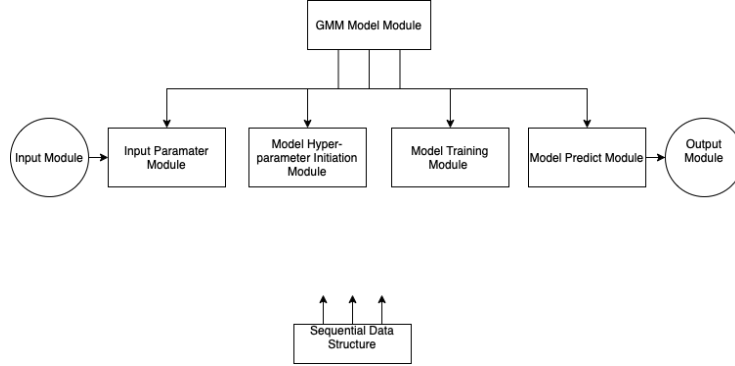 GMM Model Module
Input Module
Input Paramater
Module
Model Hyper-
parameter Initiation
Module
Model Training
Module
Model Predict Module
Output
Module
Sequential Data
Structure